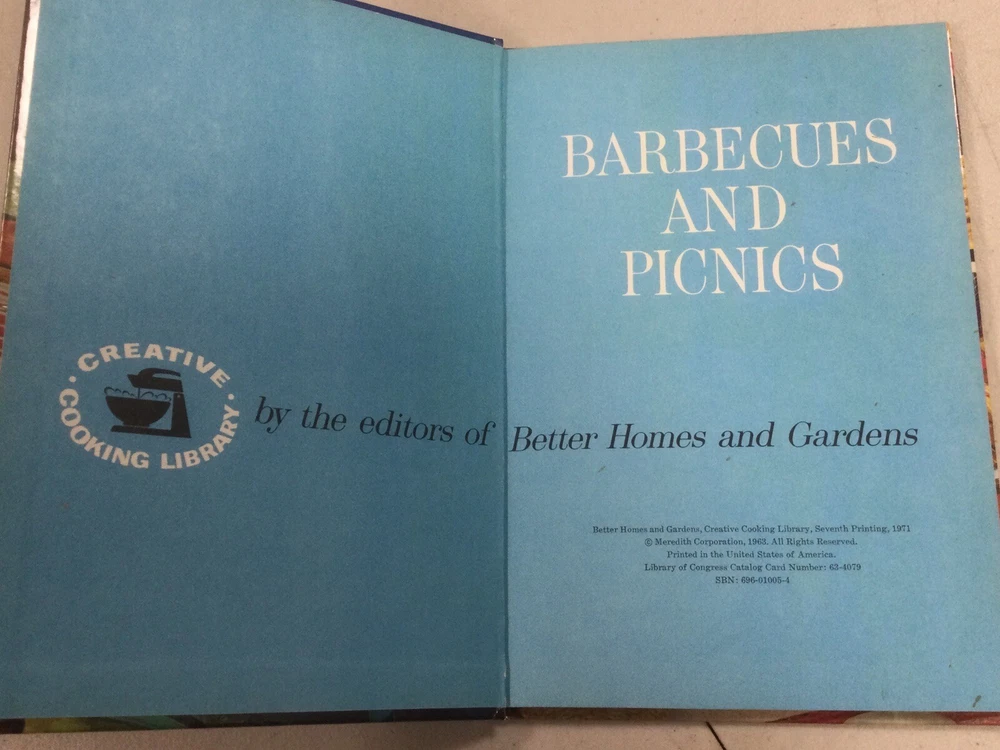 CREATIVE
COOKING LIBRARY
by the editors of Better Homes and Gardens
BARBECUES
AND
PICNICS
Better Homes and Gardens, Creative Cooking Library, Seventh Printing, 1971
© Meredith Corporation, 1963. All Rights Reserved.
Printed in the United States of America.
Library of Congress Catalog Card Number: 63-4079
SBN: 696-01005-4